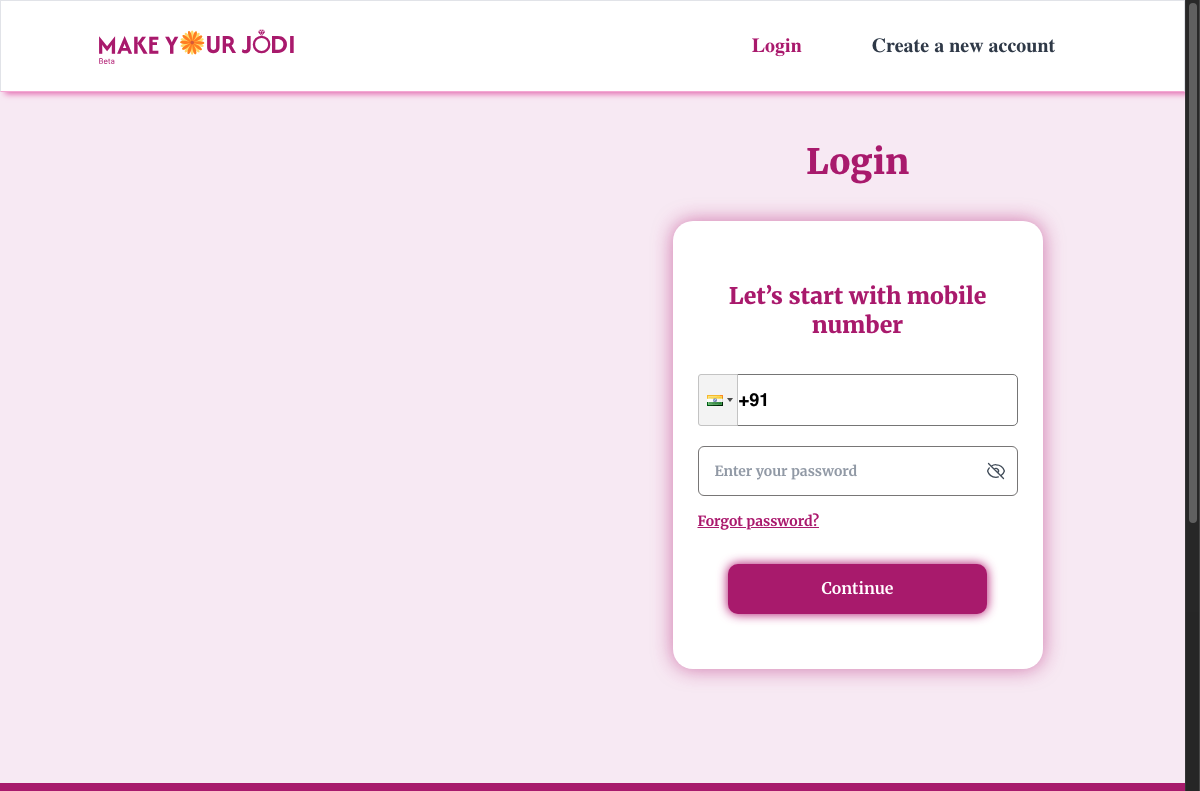 MAKE YOUR JODI
Beta
Login
Create a new account
Login
Let’s start with mobile
number
+91
Enter your password
Forgot password?
Continue